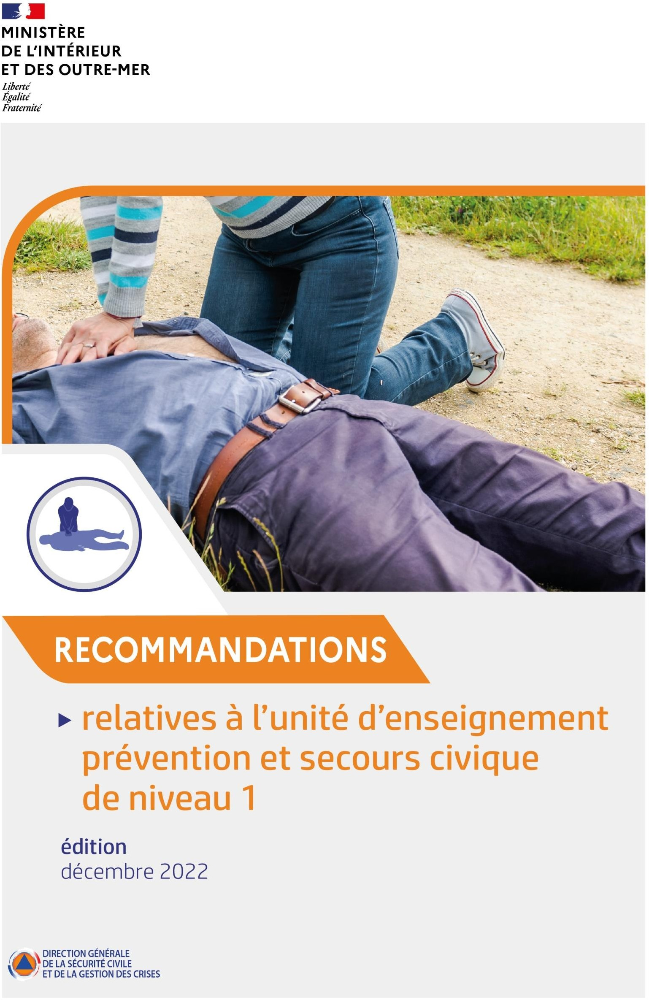 MINISTÈRE
DE L'INTÉRIEUR
ET DES OUTRE-MER
Liberté
Égalité
Fraternité
RECOMMANDATIONS
relatives à l'unité d'enseignement
prévention et secours civique
de niveau 1
édition
décembre 2022
DIRECTION GÉNÉRALE
DE LA SÉCURITÉ CIVILE
ET DE LA GESTION DES CRISES